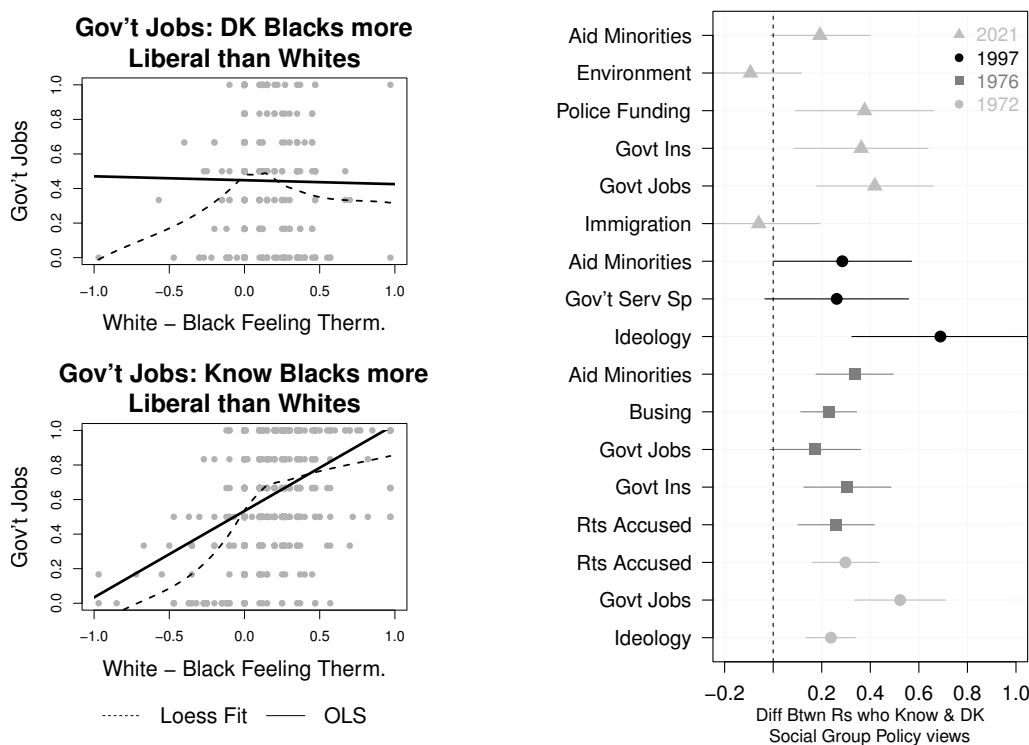 Gov't Jobs: DK Blacks more
Liberal than Whites
Gov't Jobs
0.0 0.2 0.4 0.6 0.8 1.0
−1.0 −0.5 0.0 0.5 1.0
White − Black Feeling Therm.
Gov't Jobs: Know Blacks more
Liberal than Whites
Gov't Jobs
0.0 0.2 0.4 0.6 0.8 1.0
−1.0 −0.5 0.0 0.5 1.0
White − Black Feeling Therm.
Loess Fit OLS
Aid Minorities
Environment
Police Funding
Govt Ins
Govt Jobs
Immigration
Aid Minorities
Gov't Serv Sp
Ideology
Aid Minorities
Busing
Govt Jobs
Govt Ins
Rts Accused
Rts Accused
Govt Jobs
Ideology
2021
1997
1976
1972
−0.2 0.2 0.4 0.6 0.8 1.0
Diff Btwn Rs who Know & DK
Social Group Policy views